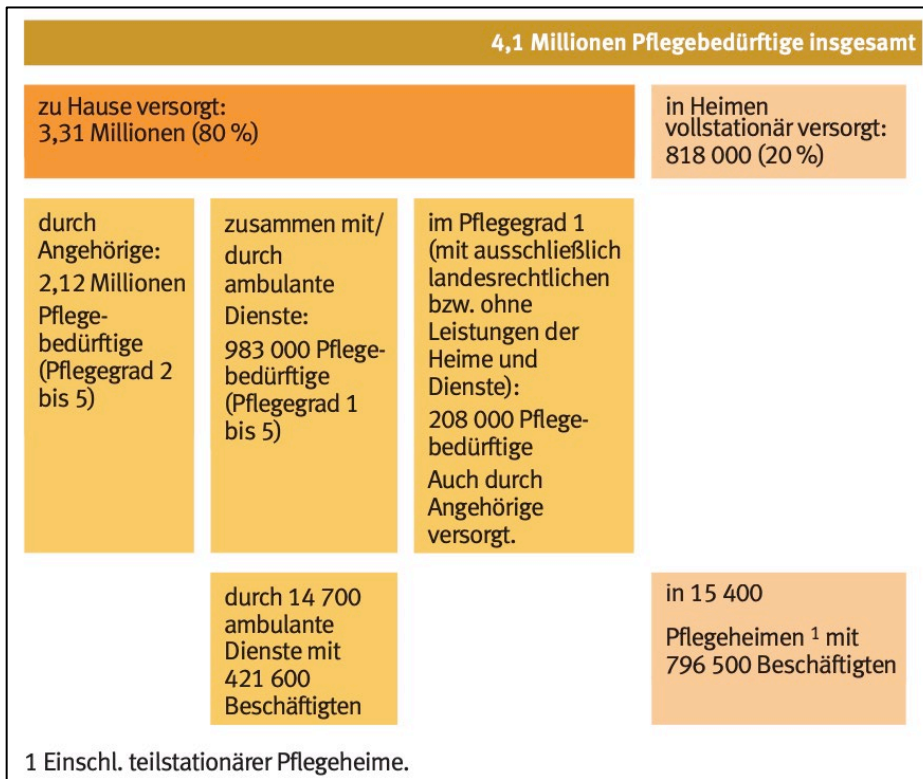 4,1 Millionen Pflegebedürftige insgesamt
zu Hause versorgt:
3,31 Millionen (80 %)
in Heimen
vollstationär versorgt:
818 000 (20 %)
durch
Angehörige:
2,12 Millionen
Pflege-
bedürftige
(Pflegegrad 2
bis 5)
zusammen mit/
durch
ambulante
Dienste:
983 000 Pflege-
bedürftige
(Pflegegrad 1
bis 5)
im Pflegegrad 1
(mit ausschließlich
landesrechtlichen
bzw. ohne
Leistungen der
Heime und
Dienste):
208 000 Pflege-
bedürftige
Auch durch
Angehörige
versorgt.
durch 14 700
ambulante
Dienste mit
421 600
Beschäftigten
in 15 400
Pflegeheimen ¹ mit
796 500 Beschäftigten
1 Einschl. teilstationärer Pflegeheime.